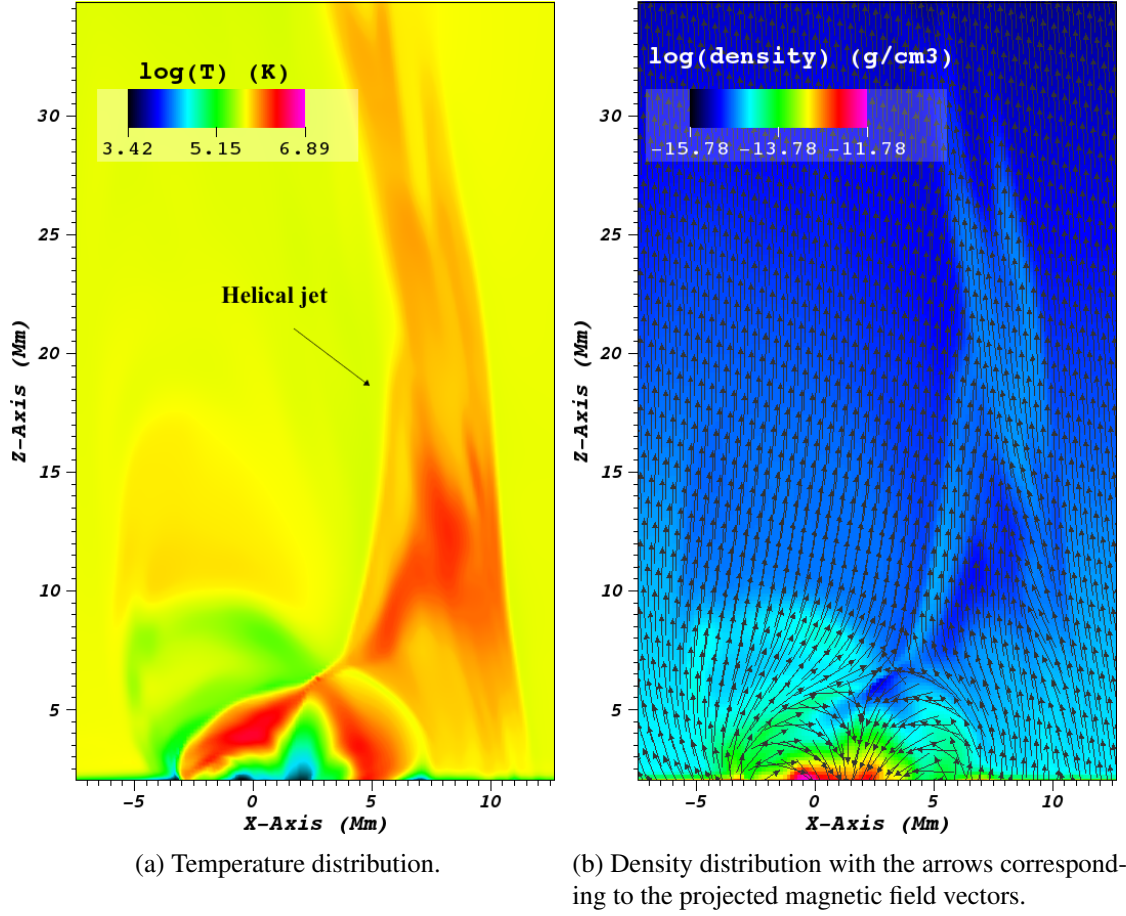 log(T) (K)
3.42 5.15 6.89
Helical jet
30
25
20
15
10
5
Z-Axis (Mm)
-5 0 5 10
X-Axis (Mm)
(a) Temperature distribution.
log(density) (g/cm3)
-15.78 -13.78 -11.78
30
25
20
15
10
5
Z-Axis (Mm)
-5 0 5 10
X-Axis (Mm)
(b) Density distribution with the arrows correspond-
ing to the projected magnetic field vectors.